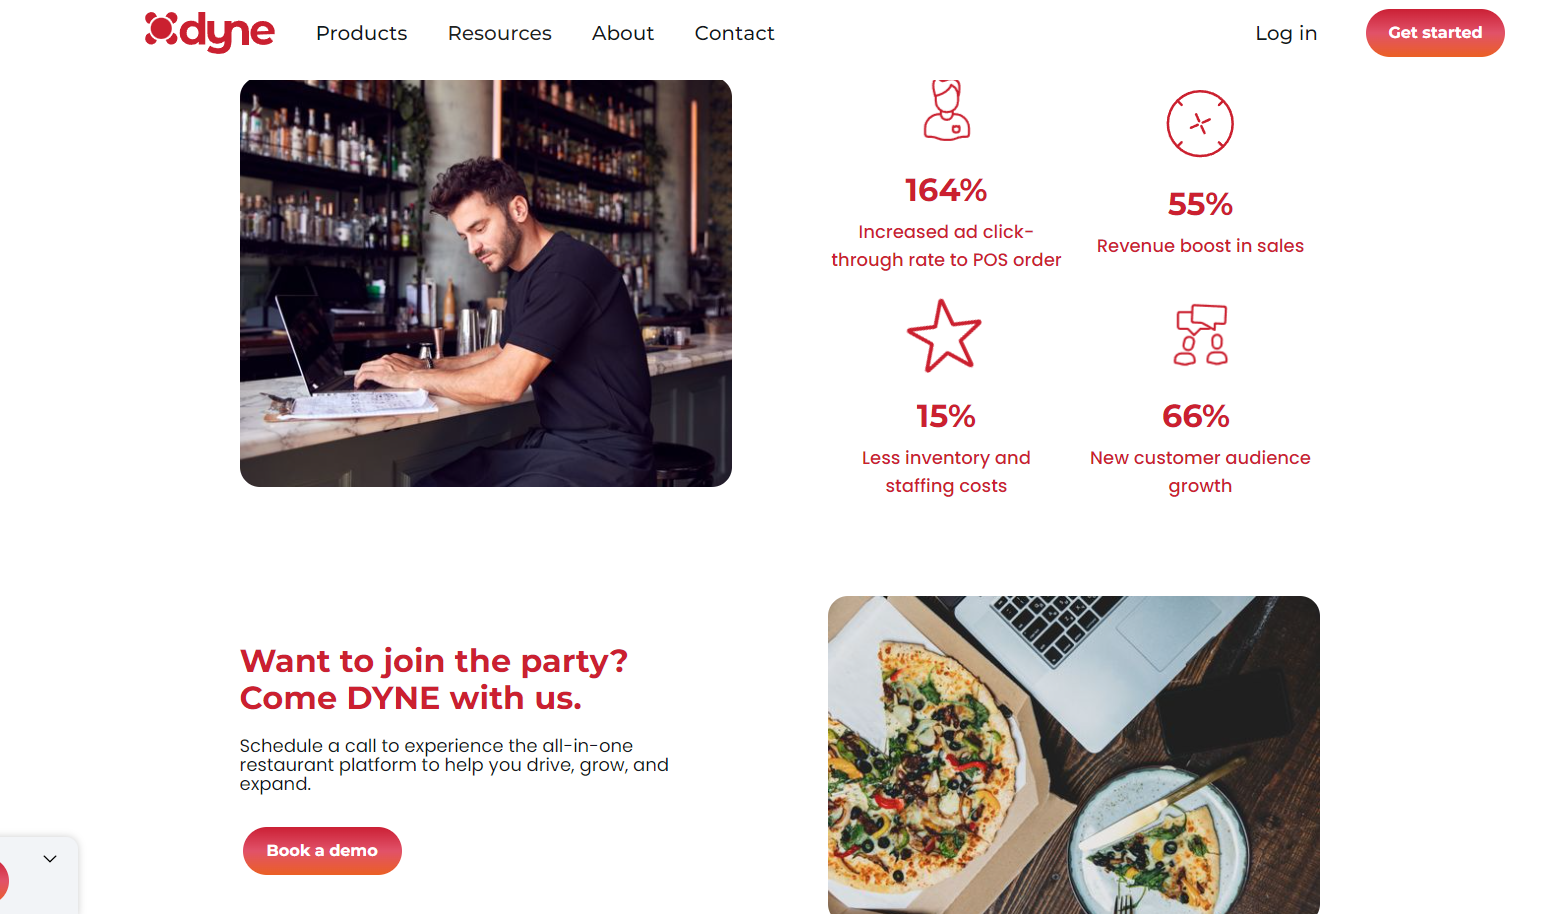 dyne
Products
Resources
About
Contact
Log in
Get started
164%
Increased ad click-
through rate to POS order
55%
Revenue boost in sales
15%
Less inventory and
staffing costs
66%
New customer audience
growth
Want to join the party?
Come DYNE with us.
Schedule a call to experience the all-in-one
restaurant platform to help you drive, grow, and
expand.
Book a demo